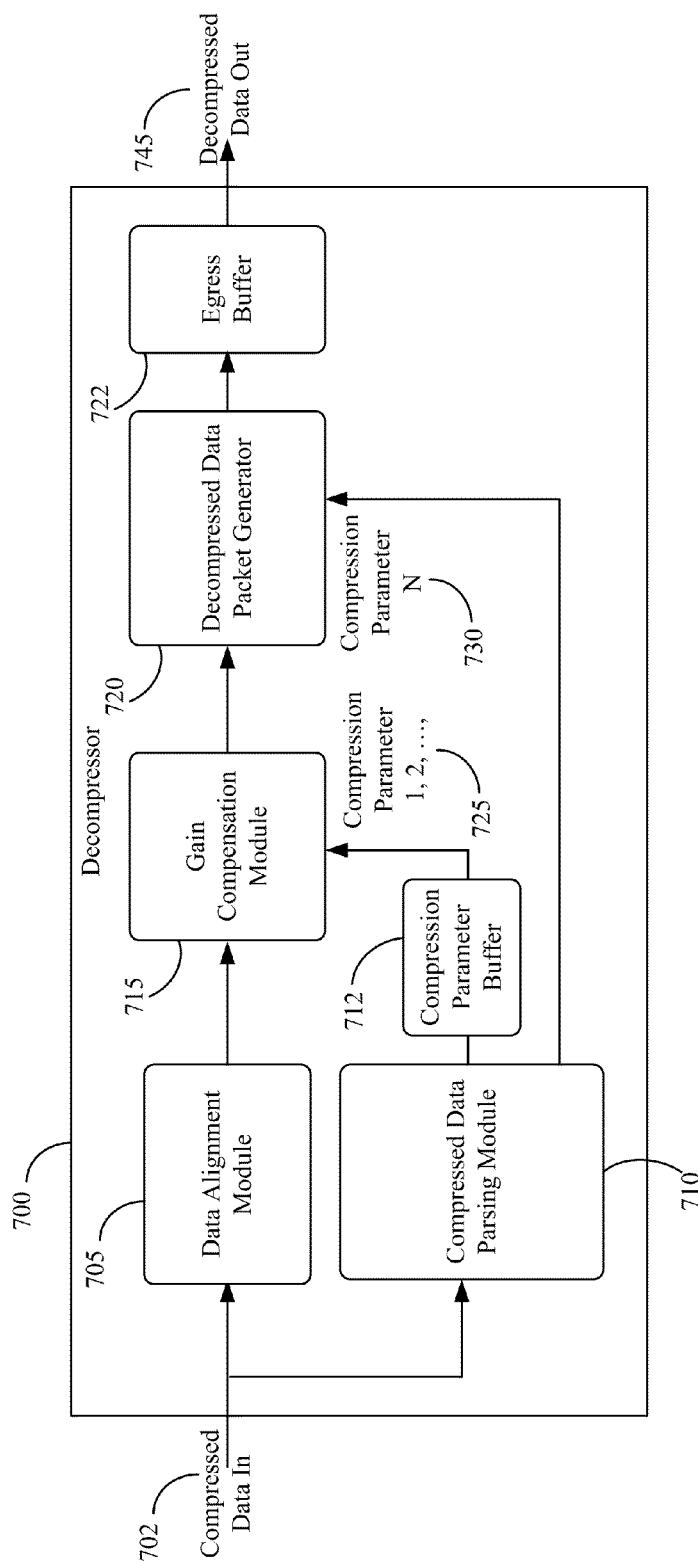 700
Decompressor
702
Compressed
Data In
705
Data Alignment
Module
715
Gain
Compensation
Module
720
Decompressed Data
Packet Generator
722
Egress
Buffer
745
Decompressed
Data Out
710
Compressed Data
Parsing Module
712
Compression
Parameter
Buffer
Compression
Parameter
1, 2, …,
725
Compression
Parameter
N
730